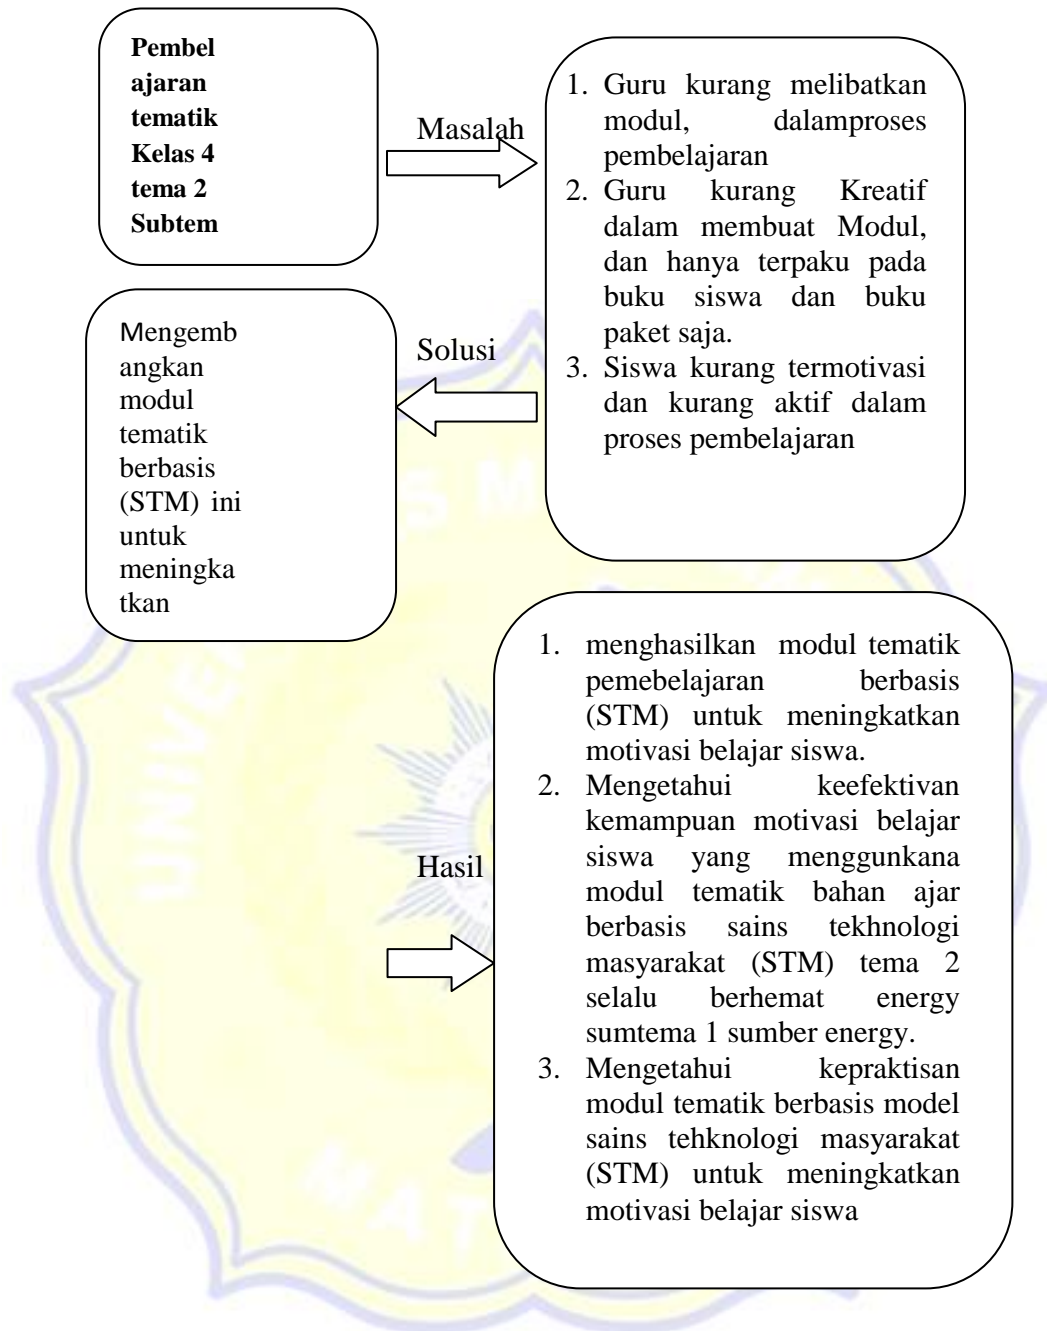 Pembel
ajaran
tematik
Kelas 4
tema 2
Subtem
Masalah
1. Guru kurang melibatkan
modul, dalamproses
pembelajaran
2. Guru kurang Kreatif
dalam membuat Modul,
dan hanya terpaku pada
buku siswa dan buku
paket saja.
3. Siswa kurang termotivasi
dan kurang aktif dalam
proses pembelajaran
Solusi
Mengemb
angkan
modul
tematik
berbasis
(STM) ini
untuk
meningka
tkan
Hasil
1. menghasilkan modul tematik
pemebelajaran berbasis
(STM) untuk meningkatkan
motivasi belajar siswa.
2. Mengetahui keefektivan
kemampuan motivasi belajar
siswa yang menggunkana
modul tematik bahan ajar
berbasis sains tekhnologi
masyarakat (STM) tema 2
selalu berhemat energy
sumtema 1 sumber energy.
3. Mengetahui kepraktisan
modul tematik berbasis model
sains tehknologi masyarakat
(STM) untuk meningkatkan
motivasi belajar siswa